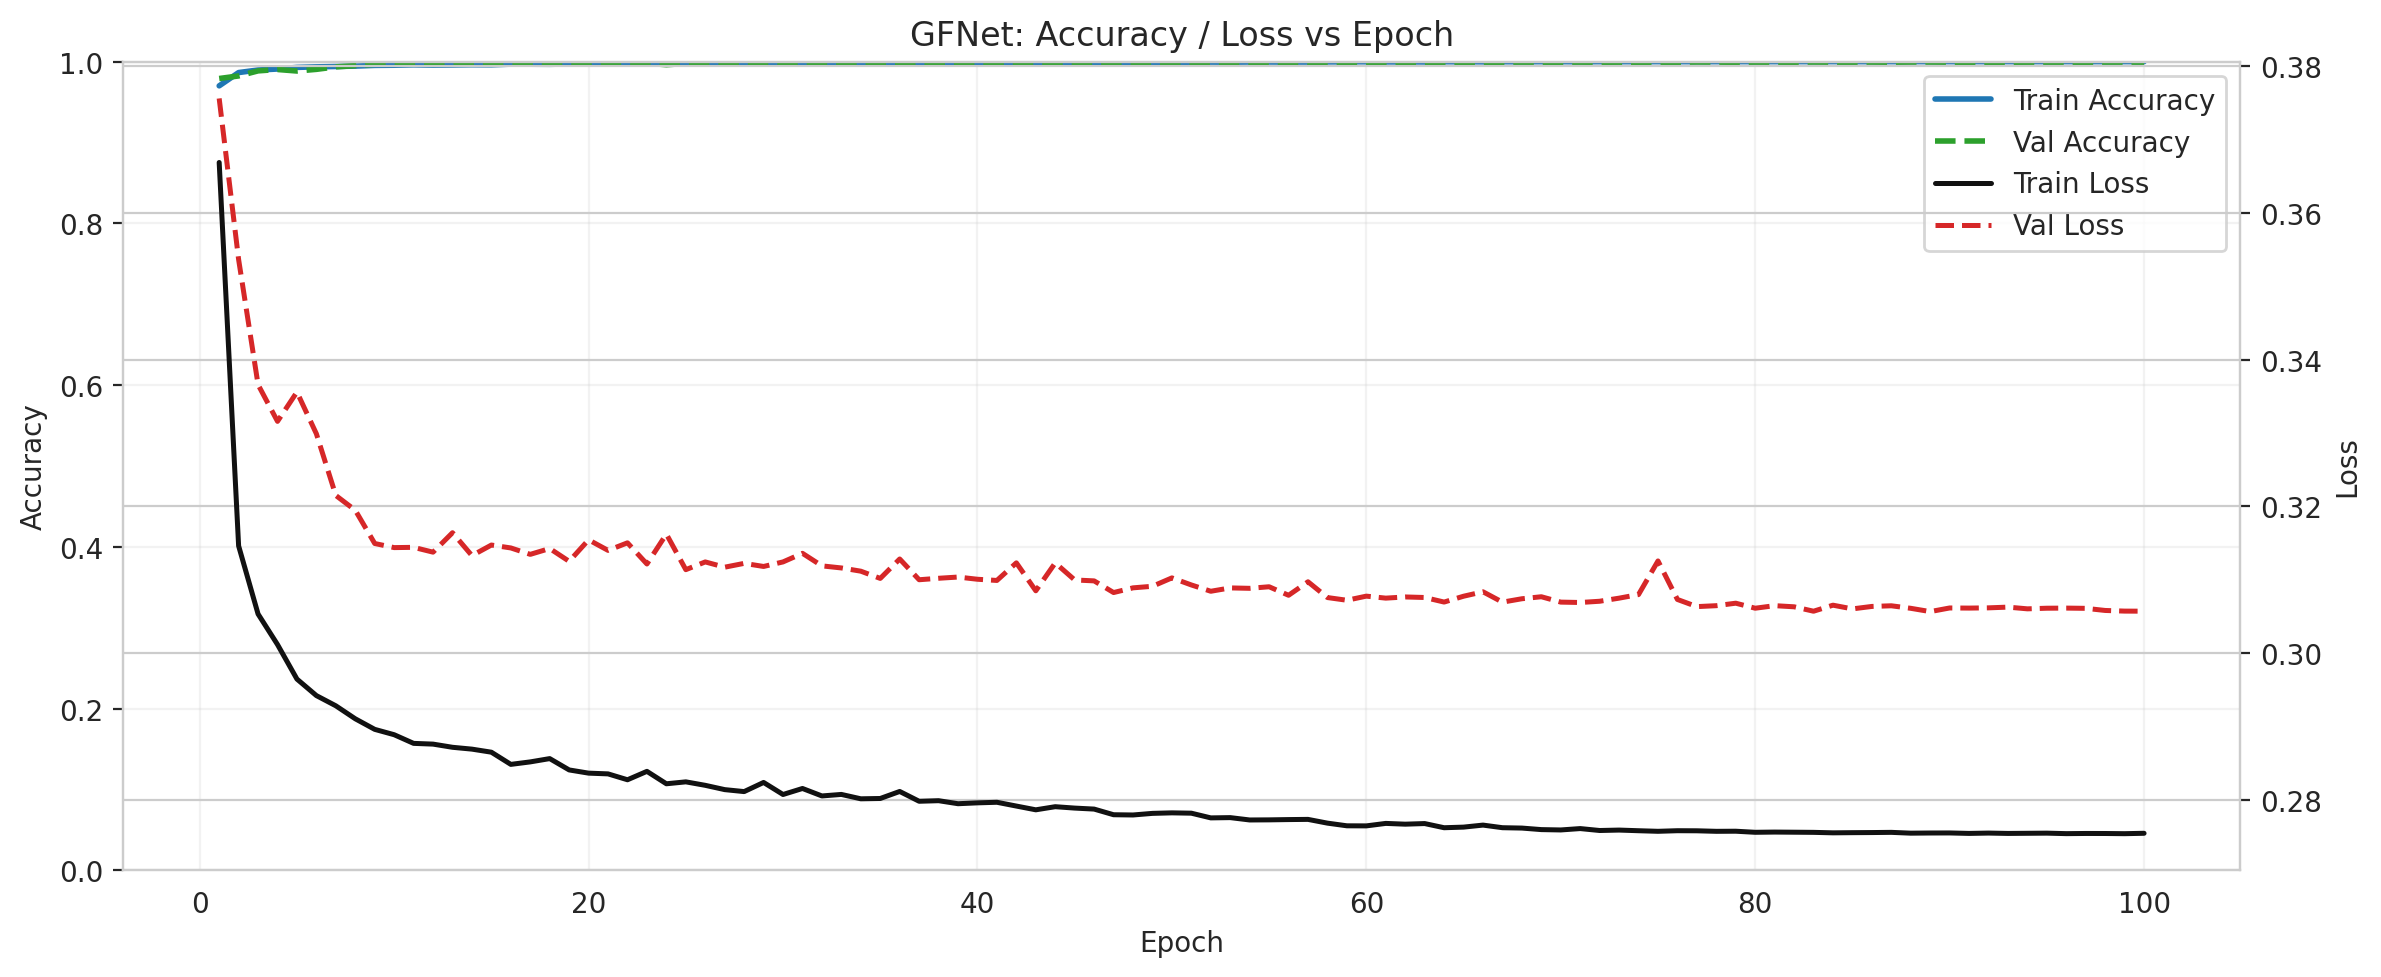 GFNet: Accuracy / Loss vs Epoch
1.0
0.8
0.6
0.4
0.2
0.0
Accuracy
0.38
0.36
0.34
0.32
0.30
0.28
Loss
Train Accuracy
Val Accuracy
Train Loss
Val Loss
0 20 40 60 80 100
Epoch